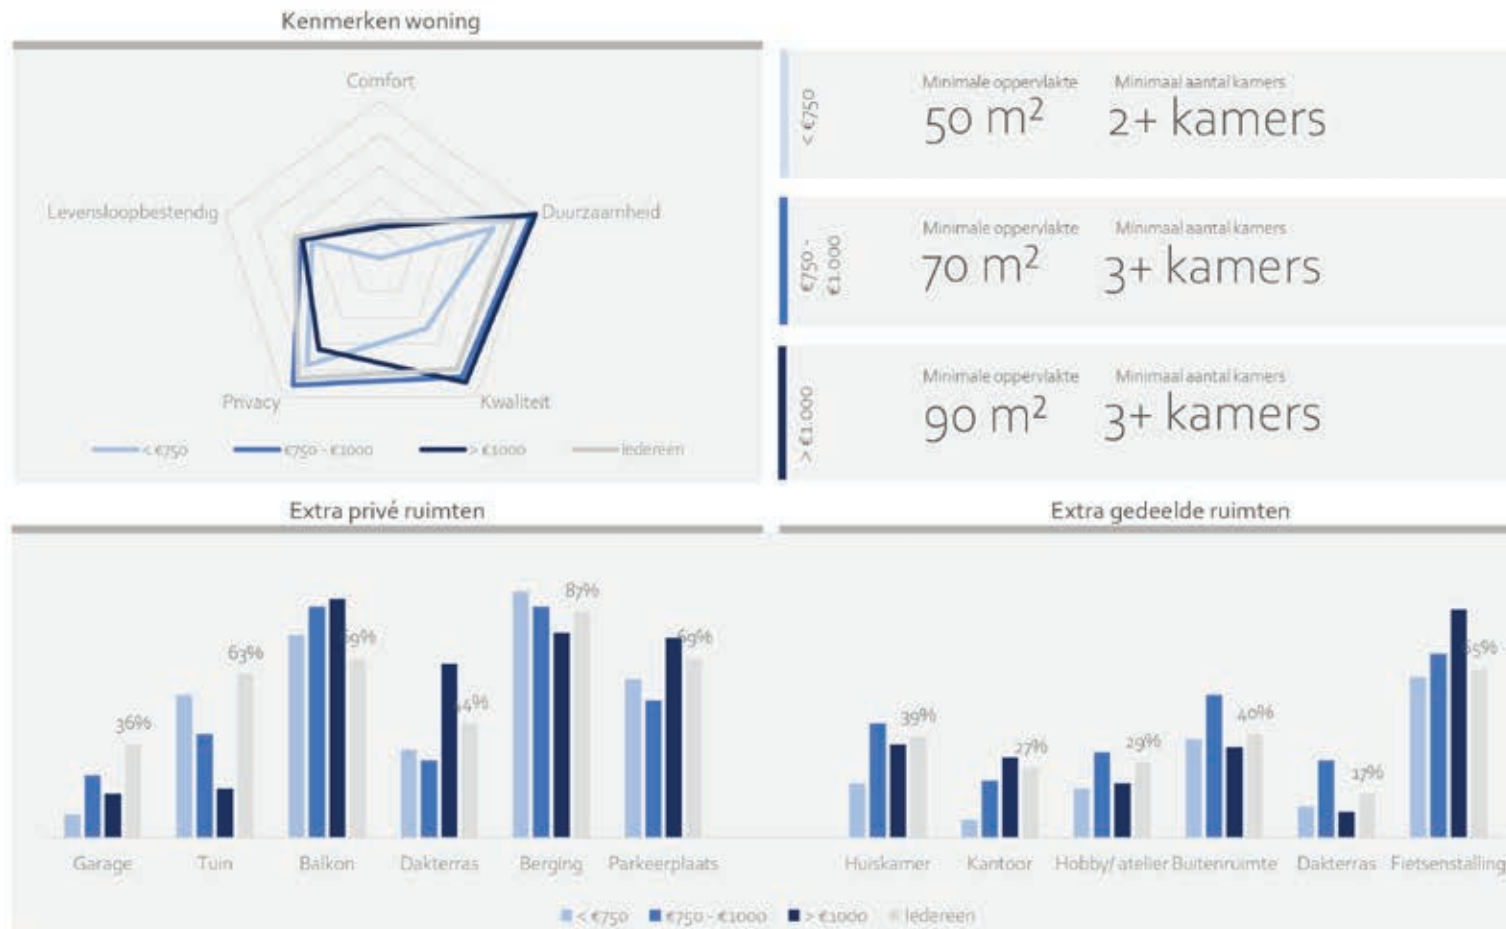 Kenmerken woning
Comfort
Levensloopbestendig
Duurzaamheid
Privacy
Kwaliteit
< €750
€750 - €1000
> €1000
Iedereen
< €750
Minimale oppervlakte
Minimaal aantal kamers
50 m²
2+ kamers
€750 -
€1.000
Minimale oppervlakte
Minimaal aantal kamers
70 m²
3+ kamers
> €1.000
Minimale oppervlakte
Minimaal aantal kamers
90 m²
3+ kamers
Extra privé ruimten
36%
63%
69%
44%
87%
69%
Garage
Tuin
Balkon
Dakterras
Berging
Parkeerplaats
Extra gedeelde ruimten
39%
27%
29%
40%
17%
65%
Huiskamer
Kantoor
Hobby/ atelier
Buitenruimte
Dakterras
Fietsenstalling
< €750
€750 - €1000
> €1000
Iedereen